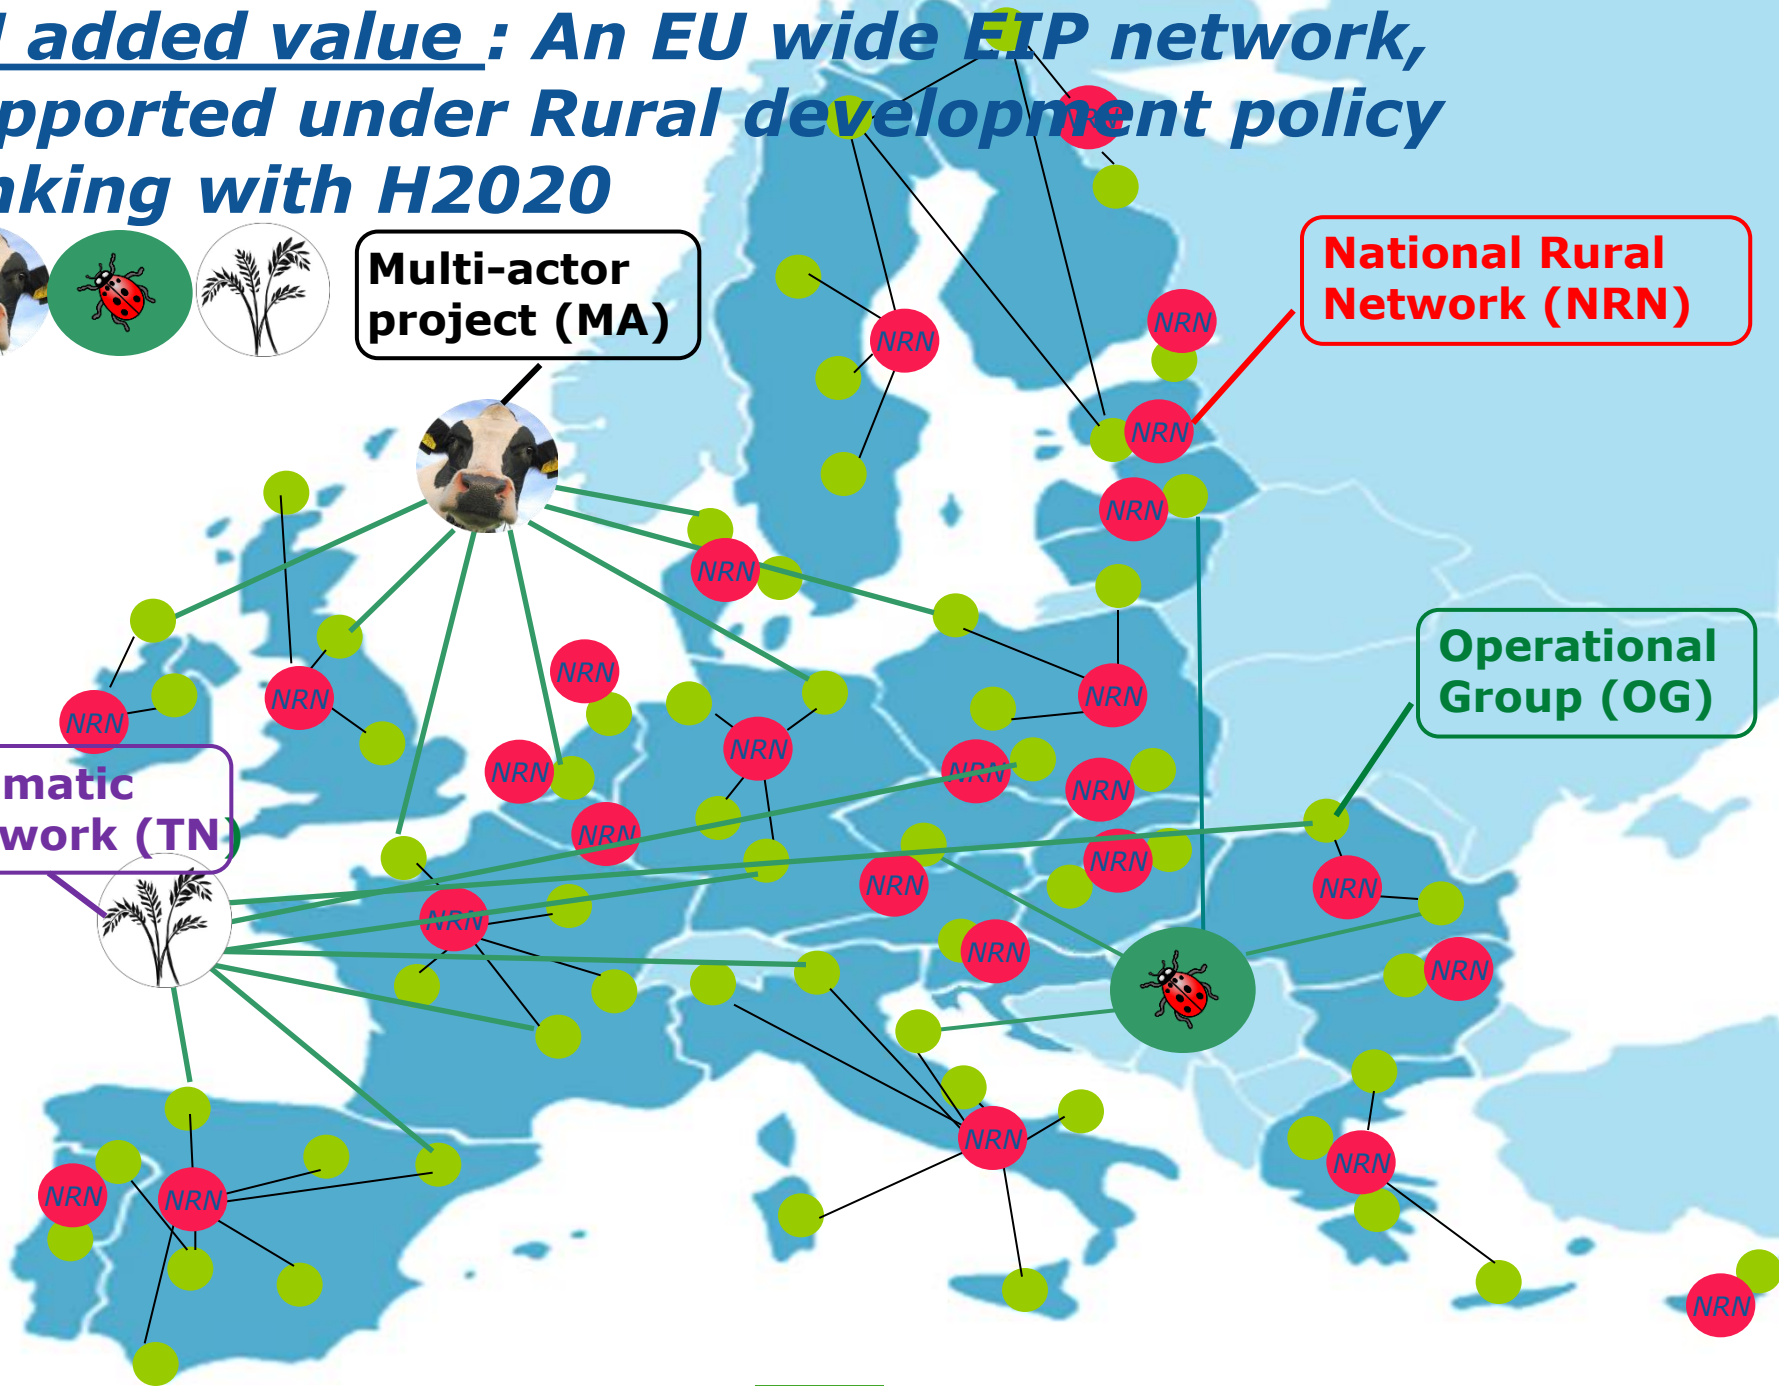 added value : An EU wide EIP network,
pported under Rural development policy
nking with H2020
NRN
Multi-actor
project (MA)
National Rural
Network (NRN)
NRN
NRN
NRN
NRN
NRN
NRN
NRN
NRN
NRN
Operational
Group (OG)
NRN
NRN
NRN
NRN
matic
work (TN)
NRN
NRN
NRN
NRN
NRN
NRN
NRN
NRN
NRN
NRN
NRN
NRN